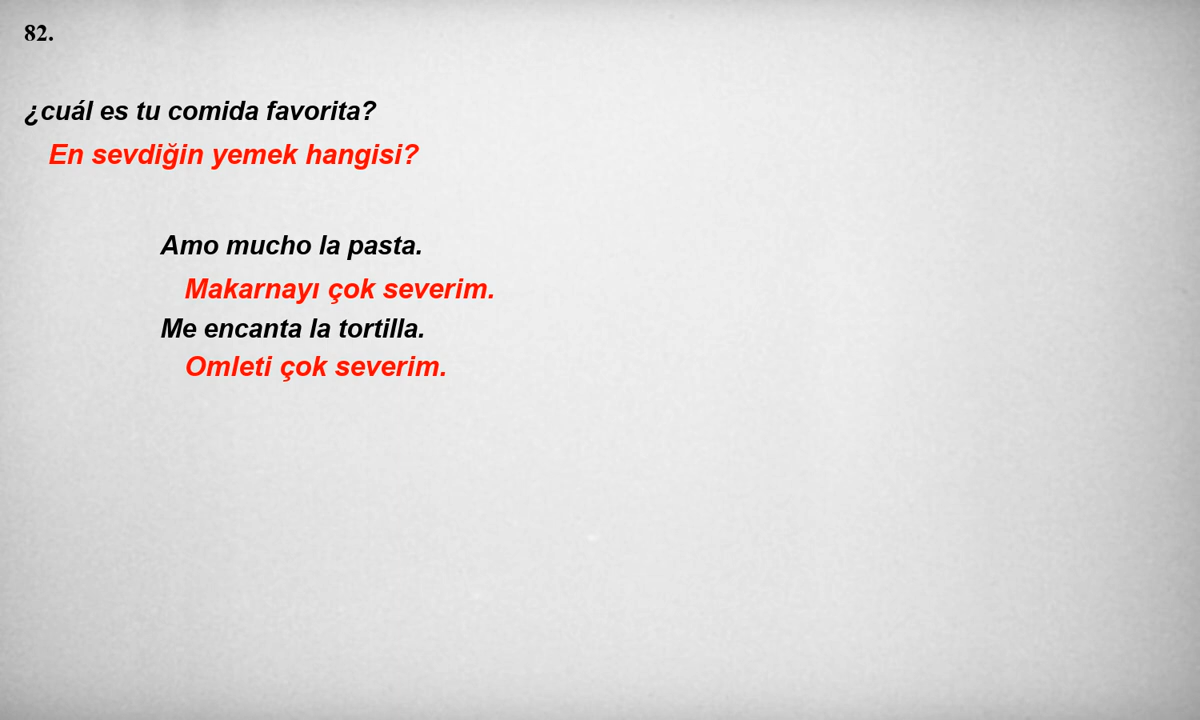 82.
¿cuál es tu comida favorita?
En sevdiğin yemek hangisi?
Amo mucho la pasta.
Makarnayı çok severim.
Me encanta la tortilla.
Omleti çok severim.